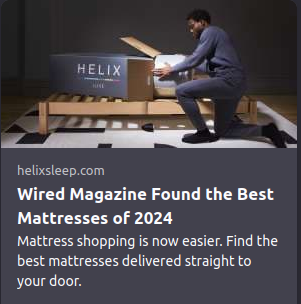 HELIX
LUXE
helixsleep.com
Wired Magazine Found the Best
Mattresses of 2024
Mattress shopping is now easier. Find the
best mattresses delivered straight to
your door.